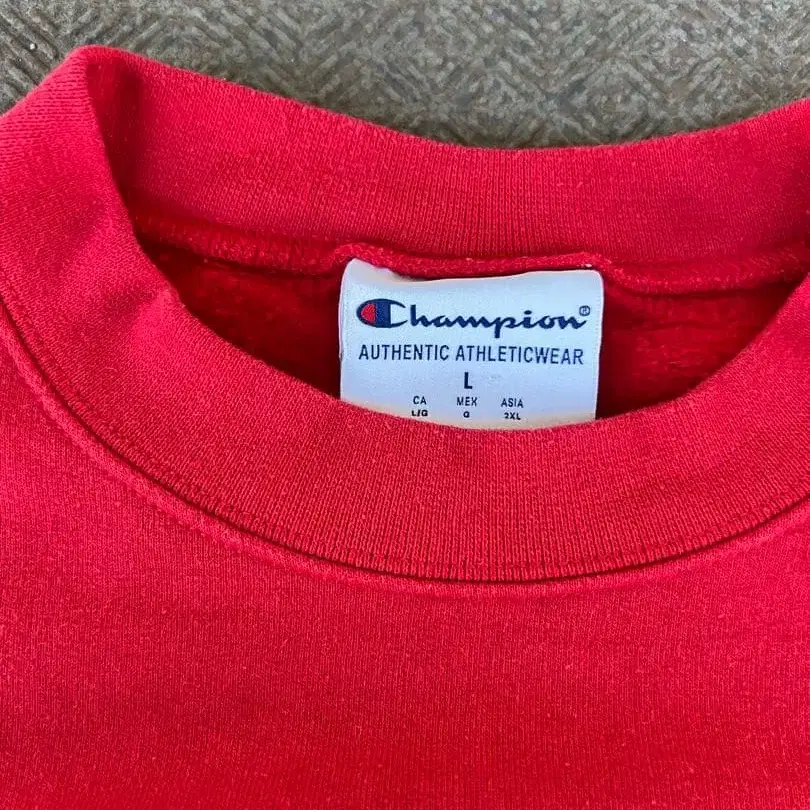 Champion®
AUTHENTIC ATHLETICWEAR
L
CA MEX ASIA
L/G G 2XL